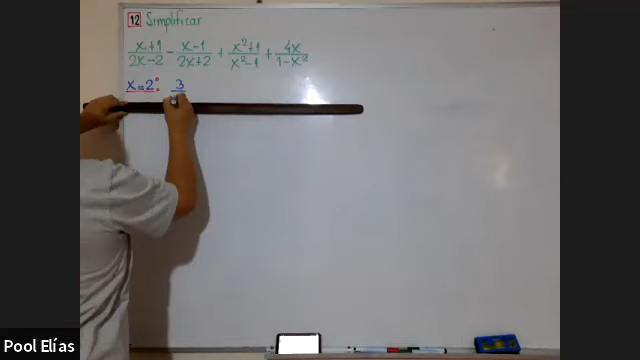 12 Simplificar
x+1/2x-2 - x-1/2x+2 + x²+1/x²-1 + 4x/1-x²
x=2: 3
Pool Elías